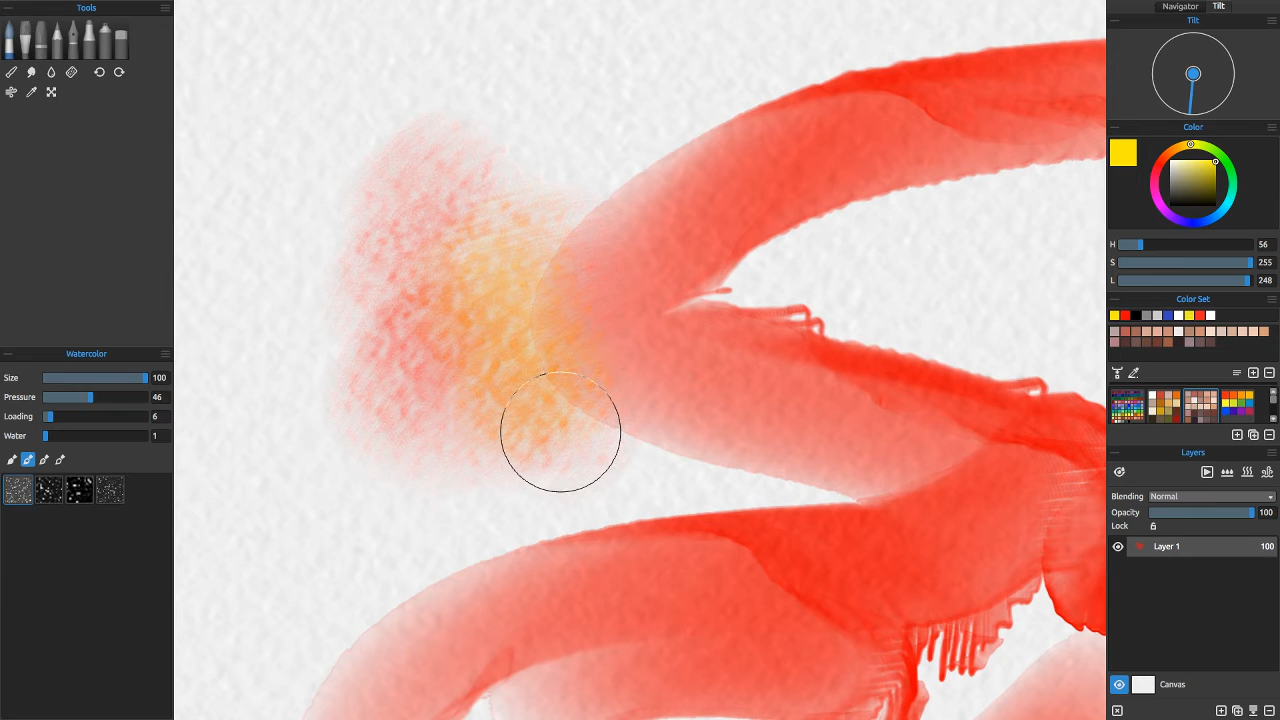 Tools
Watercolor
Size 100
Pressure 46
Loading 6
Water 1
Navigator Tilt
Tilt
Color
H 56
S 255
L 248
Color Set
Layers
Blending Normal
Opacity 100
Lock
Layer 1 100
Canvas